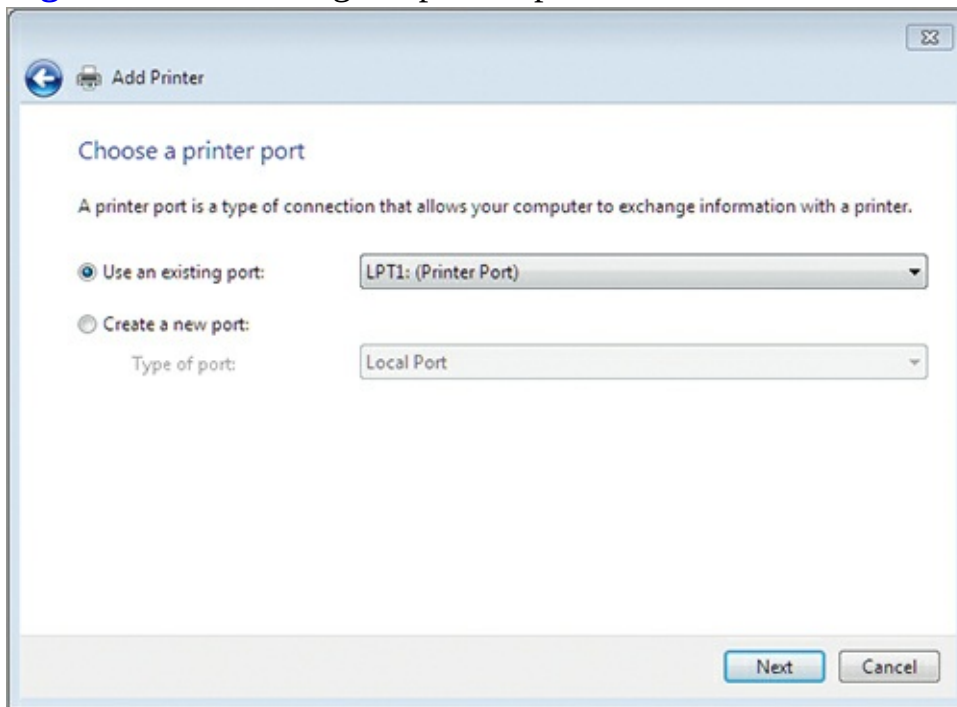 Add Printer
Choose a printer port
A printer port is a type of connection that allows your computer to exchange information with a printer.
Use an existing port: LPT1: (Printer Port)
Create a new port:
Type of port: Local Port
Next Cancel